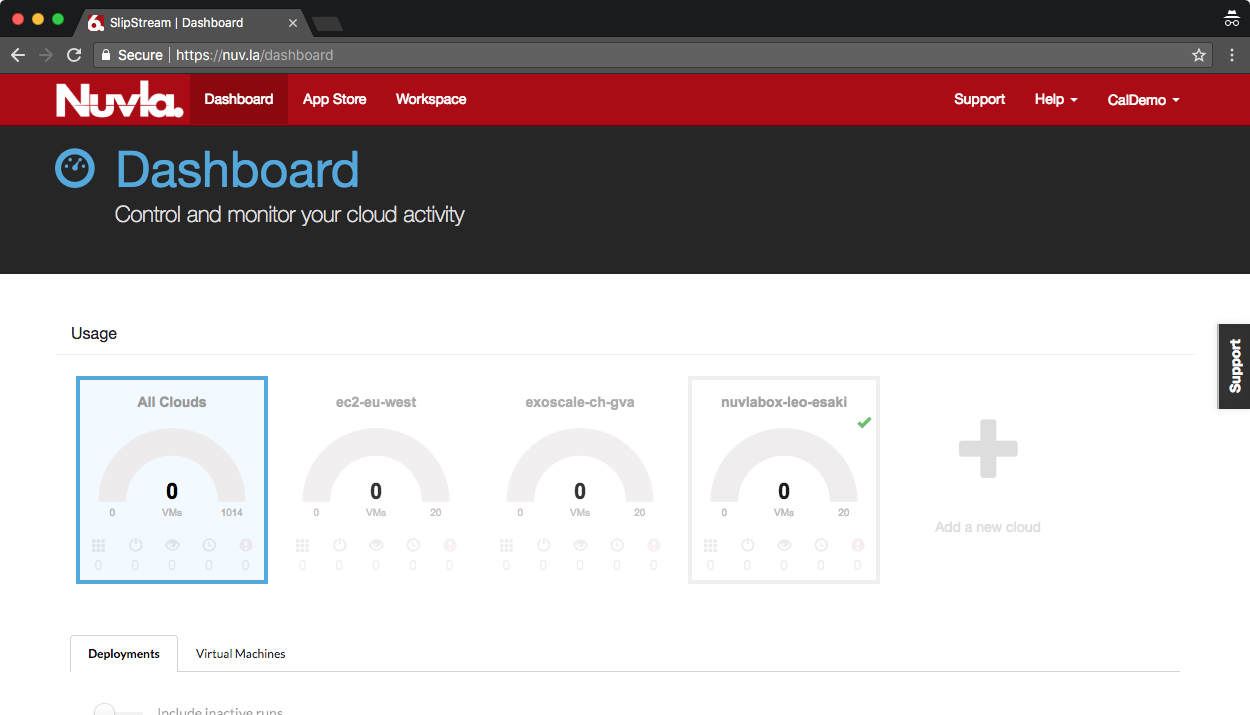 SlipStream | Dashboard
Secure https://nuv.la/dashboard
Nuvla. Dashboard App Store Workspace Support Help CalDemo
Dashboard
Control and monitor your cloud activity
Support
Usage
All Clouds ec2-eu-west exoscale-ch-gva nuvlabox-leo-esaki
0 0 0 0
0 VMs 1014 0 VMs 20 0 VMs 20 0 VMs 20
Add a new cloud
0 0 0 0 0 0 0 0 0 0 0 0 0 0 0 0 0 0 0 0
Deployments Virtual Machines
Include inactive runs